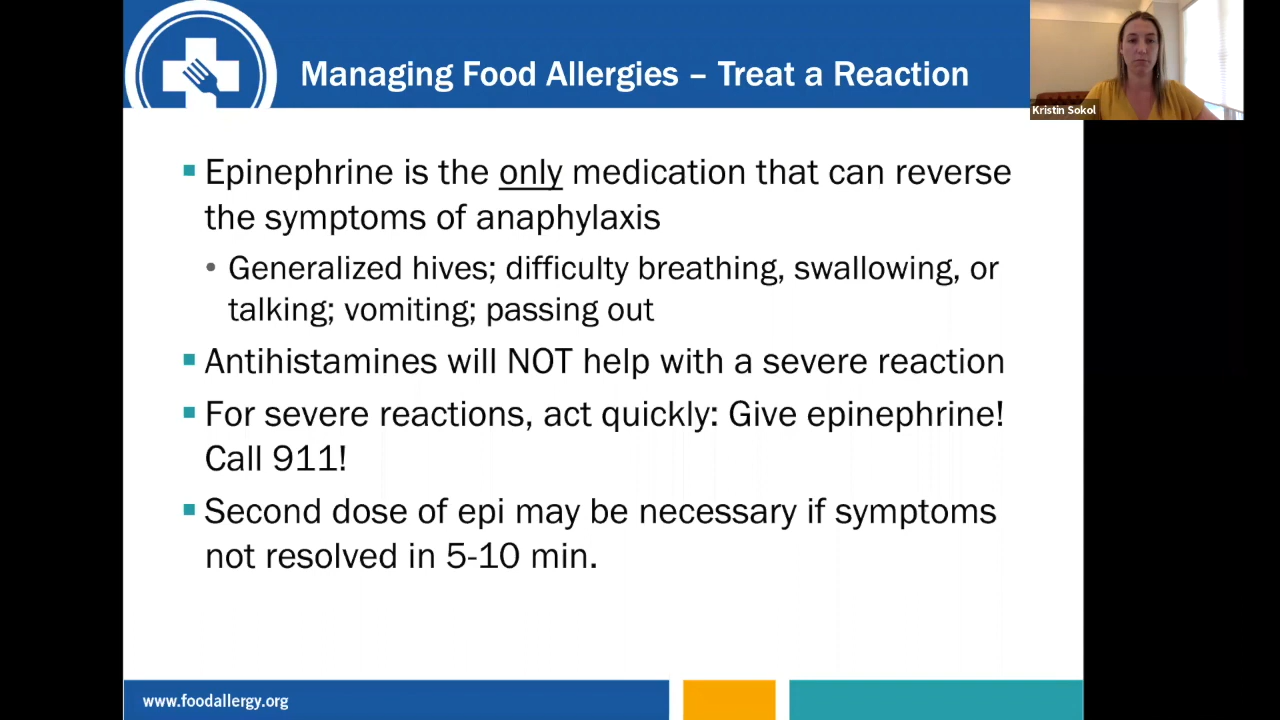 Managing Food Allergies – Treat a Reaction
Kristin Sokol
▪ Epinephrine is the only medication that can reverse
the symptoms of anaphylaxis
• Generalized hives; difficulty breathing, swallowing, or
talking; vomiting; passing out
▪ Antihistamines will NOT help with a severe reaction
▪ For severe reactions, act quickly: Give epinephrine!
Call 911!
▪ Second dose of epi may be necessary if symptoms
not resolved in 5-10 min.
www.foodallergy.org